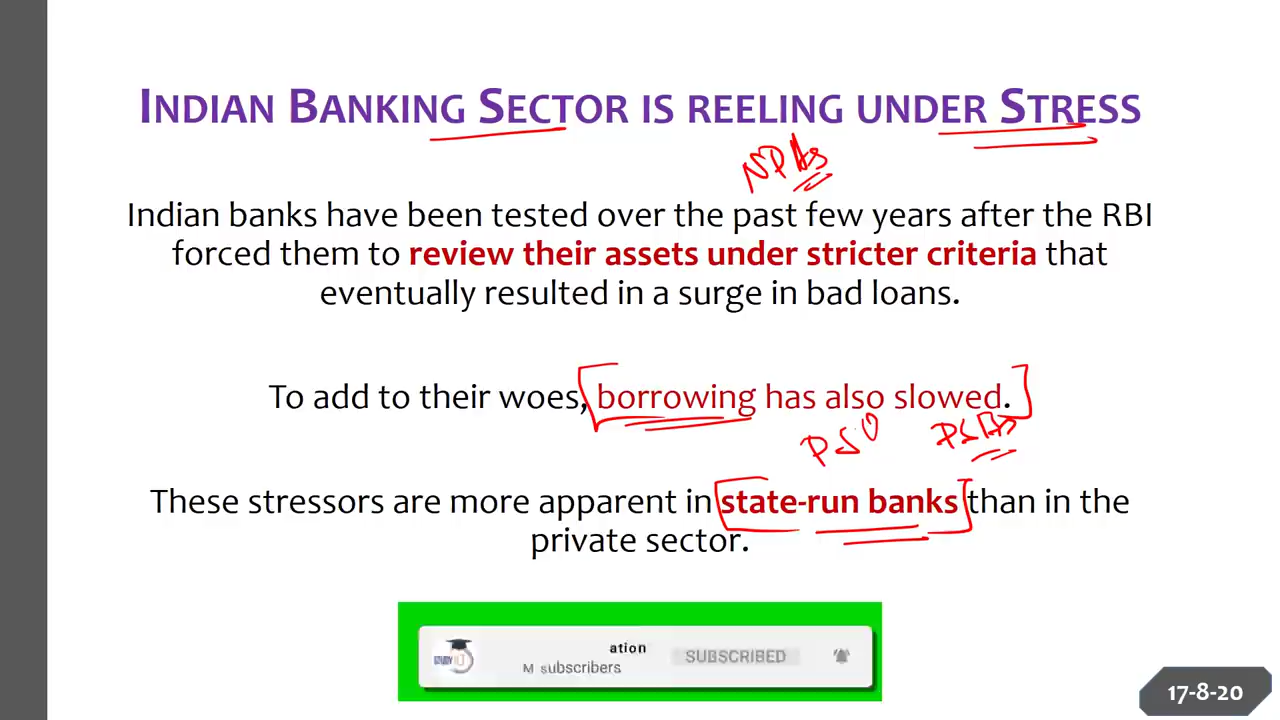 INDIAN BANKING SECTOR IS REELING UNDER STRESS
NPAs
Indian banks have been tested over the past few years after the RBI
forced them to review their assets under stricter criteria that
eventually resulted in a surge in bad loans.
To add to their woes, borrowing has also slowed.
PSU PSBs
These stressors are more apparent in state-run banks than in the
private sector.
ation
M subscribers
SUBSCRIBED
17-8-20